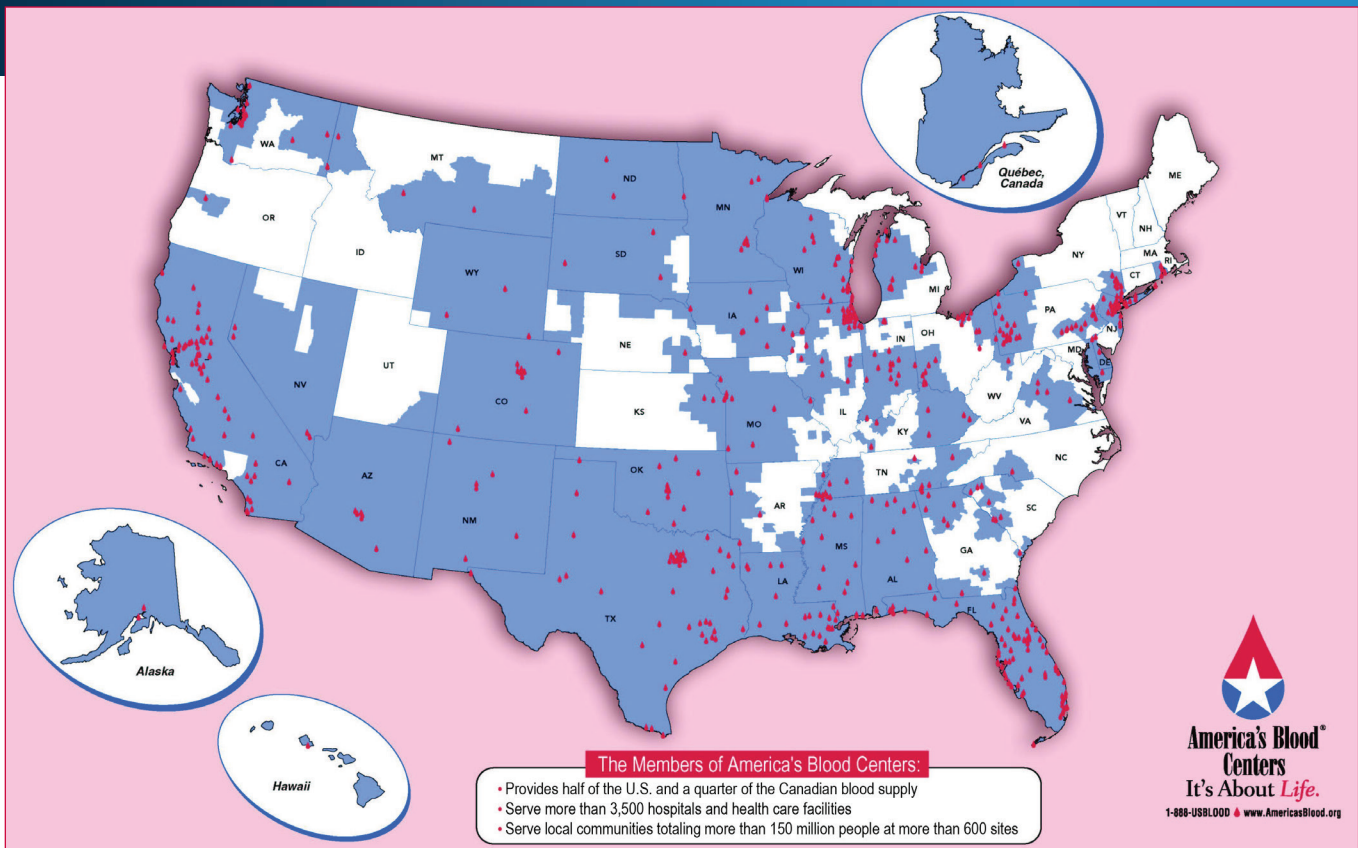 WA
MT
ND
MN
ME
Québec,
Canada
VT
NH
OR
ID
SD
WI
NY
MA
RI
CT
WY
MI
IA
PA
NE
OH
IN
NJ
MD
DE
UT
NV
CO
KS
MO
IL
WV
VA
KY
CA
AZ
OK
NC
TN
NM
AR
SC
MS
GA
AL
LA
TX
FL
Alaska
Hawaii
The Members of America's Blood Centers:
• Provides half of the U.S. and a quarter of the Canadian blood supply
• Serve more than 3,500 hospitals and health care facilities
• Serve local communities totaling more than 150 million people at more than 600 sites
America's Blood®
Centers
It's About Life.
1-888-USBLOOD www.AmericasBlood.org